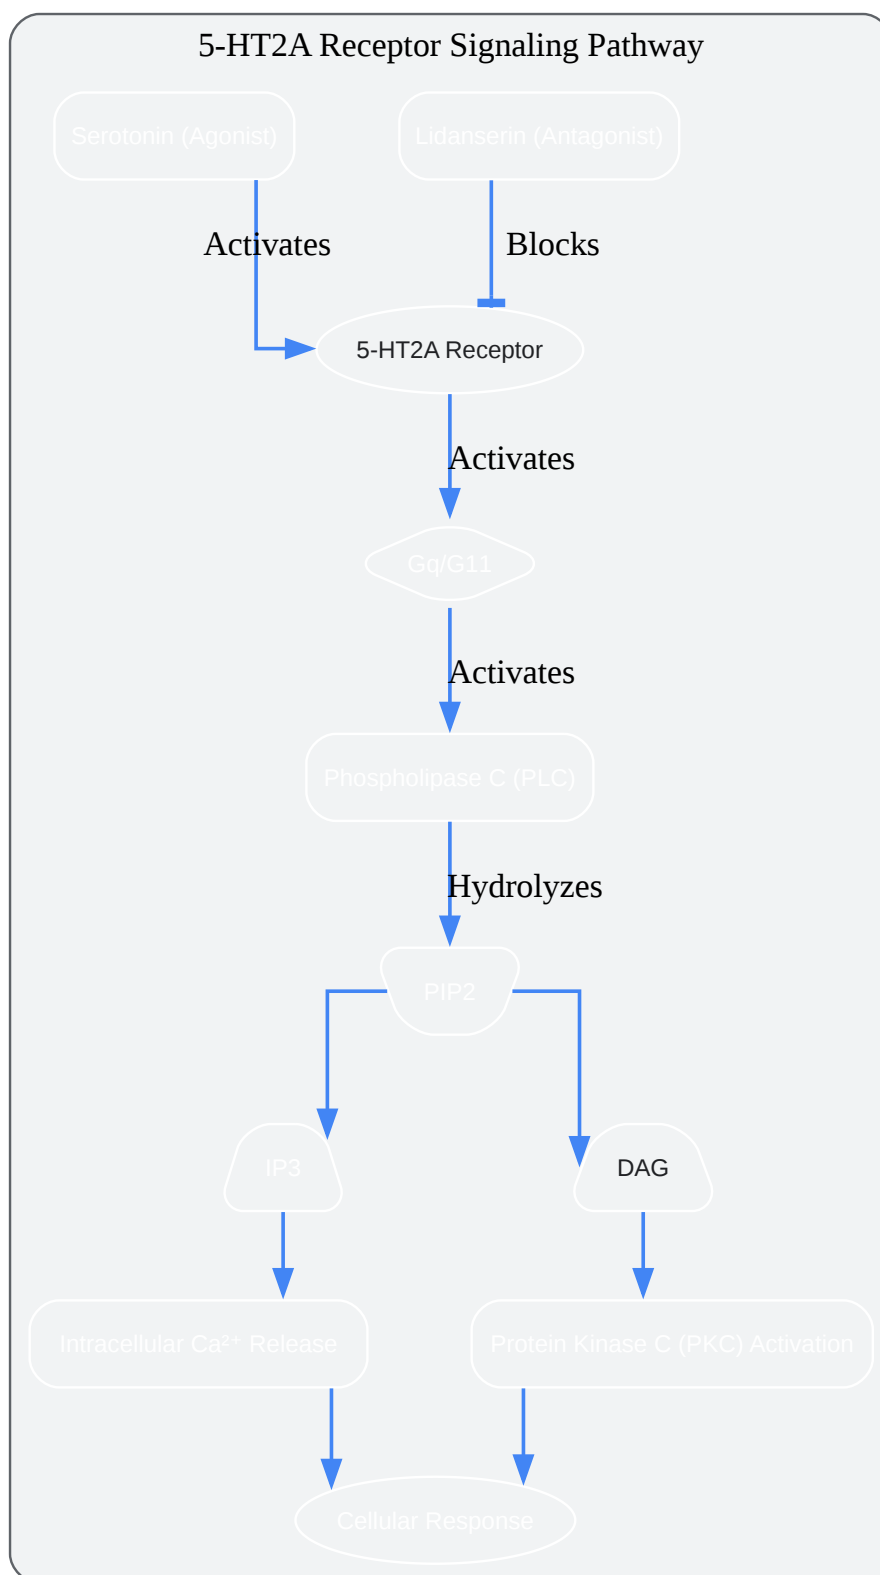 5-HT2A Receptor Signaling Pathway
Serotonin (Agonist)
Lidanserin (Antagonist)
Activates
Blocks
5-HT2A Receptor
Activates
Gq/G11
Activates
Phospholipase C (PLC)
Hydrolyzes
PIP2
IP3
DAG
Intracellular Ca²⁺ Release
Protein Kinase C (PKC) Activation
Cellular Response